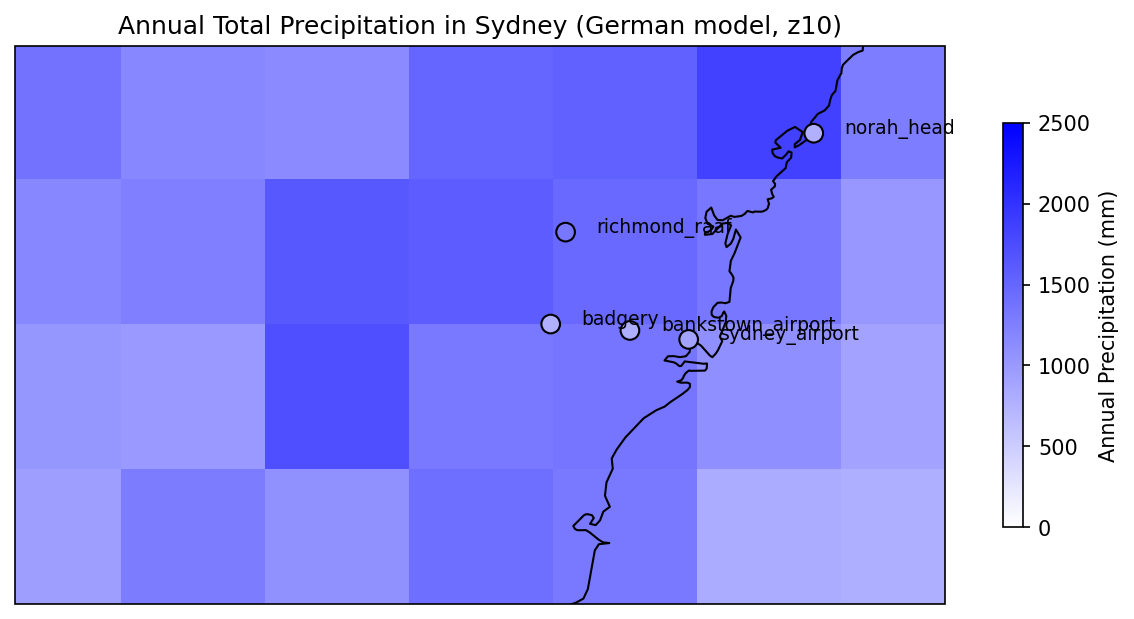 Annual Total Precipitation in Sydney (German model, z10)
norah_head
richmond_raaf
badgery
bankstown_airport
sydney_airport
2500
2000
1500
1000
500
0
Annual Precipitation (mm)